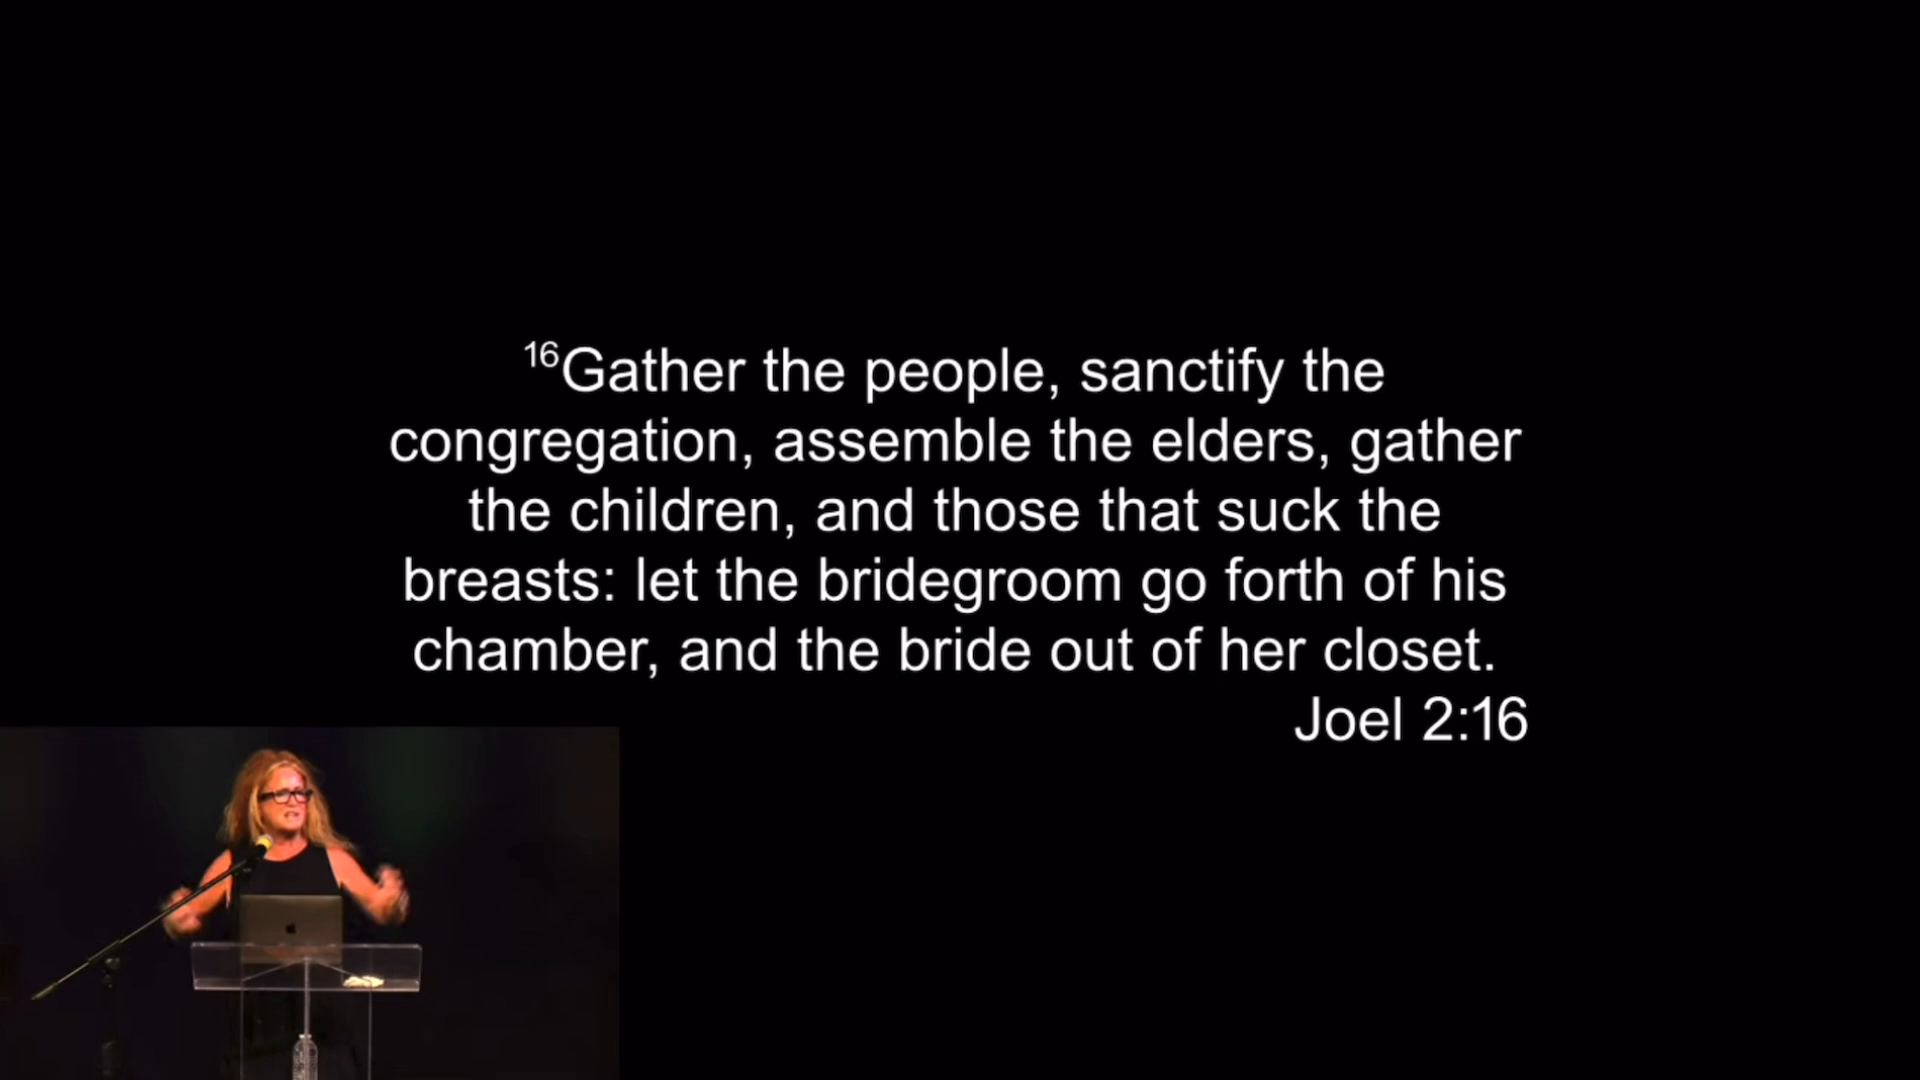 16Gather the people, sanctify the
congregation, assemble the elders, gather
the children, and those that suck the
breasts: let the bridegroom go forth of his
chamber, and the bride out of her closet.
Joel 2:16